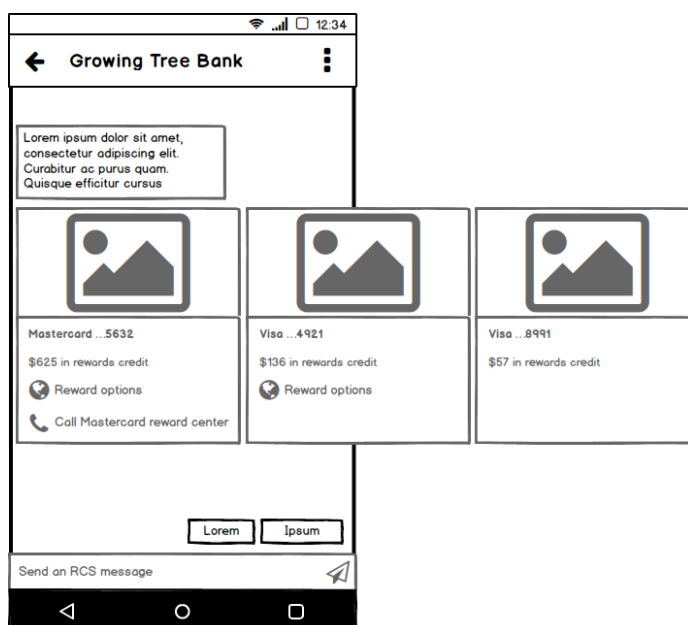 12:34
Growing Tree Bank
Lorem ipsum dolor sit amet,
consectetur adipiscing elit.
Curabitur ac purus quam.
Quisque efficitur cursus
Mastercard ...5632
$625 in rewards credit
Reward options
Call Mastercard reward center
Visa ...4921
$136 in rewards credit
Reward options
Visa ...8991
$57 in rewards credit
Lorem
Ipsum
Send an RCS message